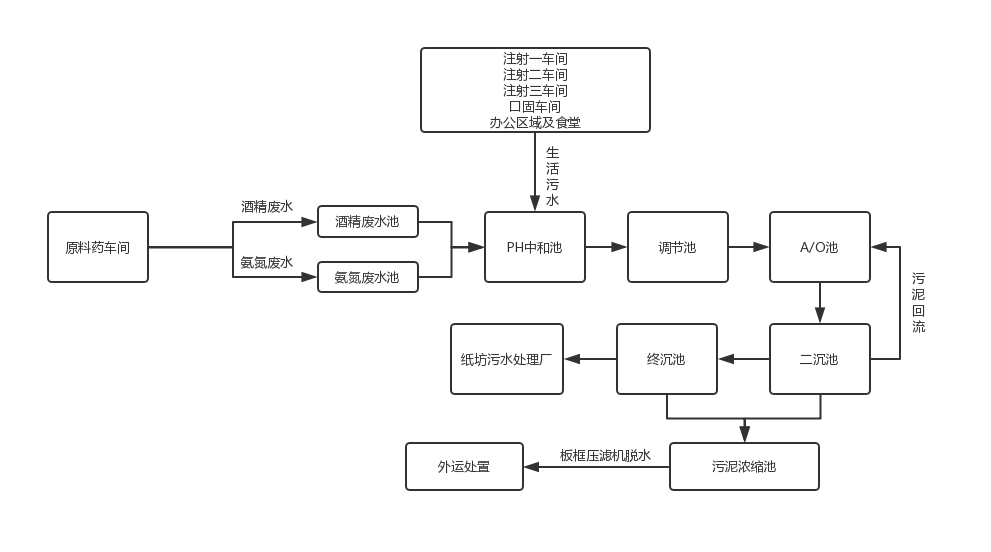 注射一车间
注射二车间
注射三车间
口固车间
办公区域及食堂
生活污水
酒精废水
酒精废水池
原料药车间
氨氮废水
氨氮废水池
PH中和池
调节池
A/O池
污泥回流
纸坊污水处理厂
终沉池
二沉池
外运处置
板框压滤机脱水
污泥浓缩池